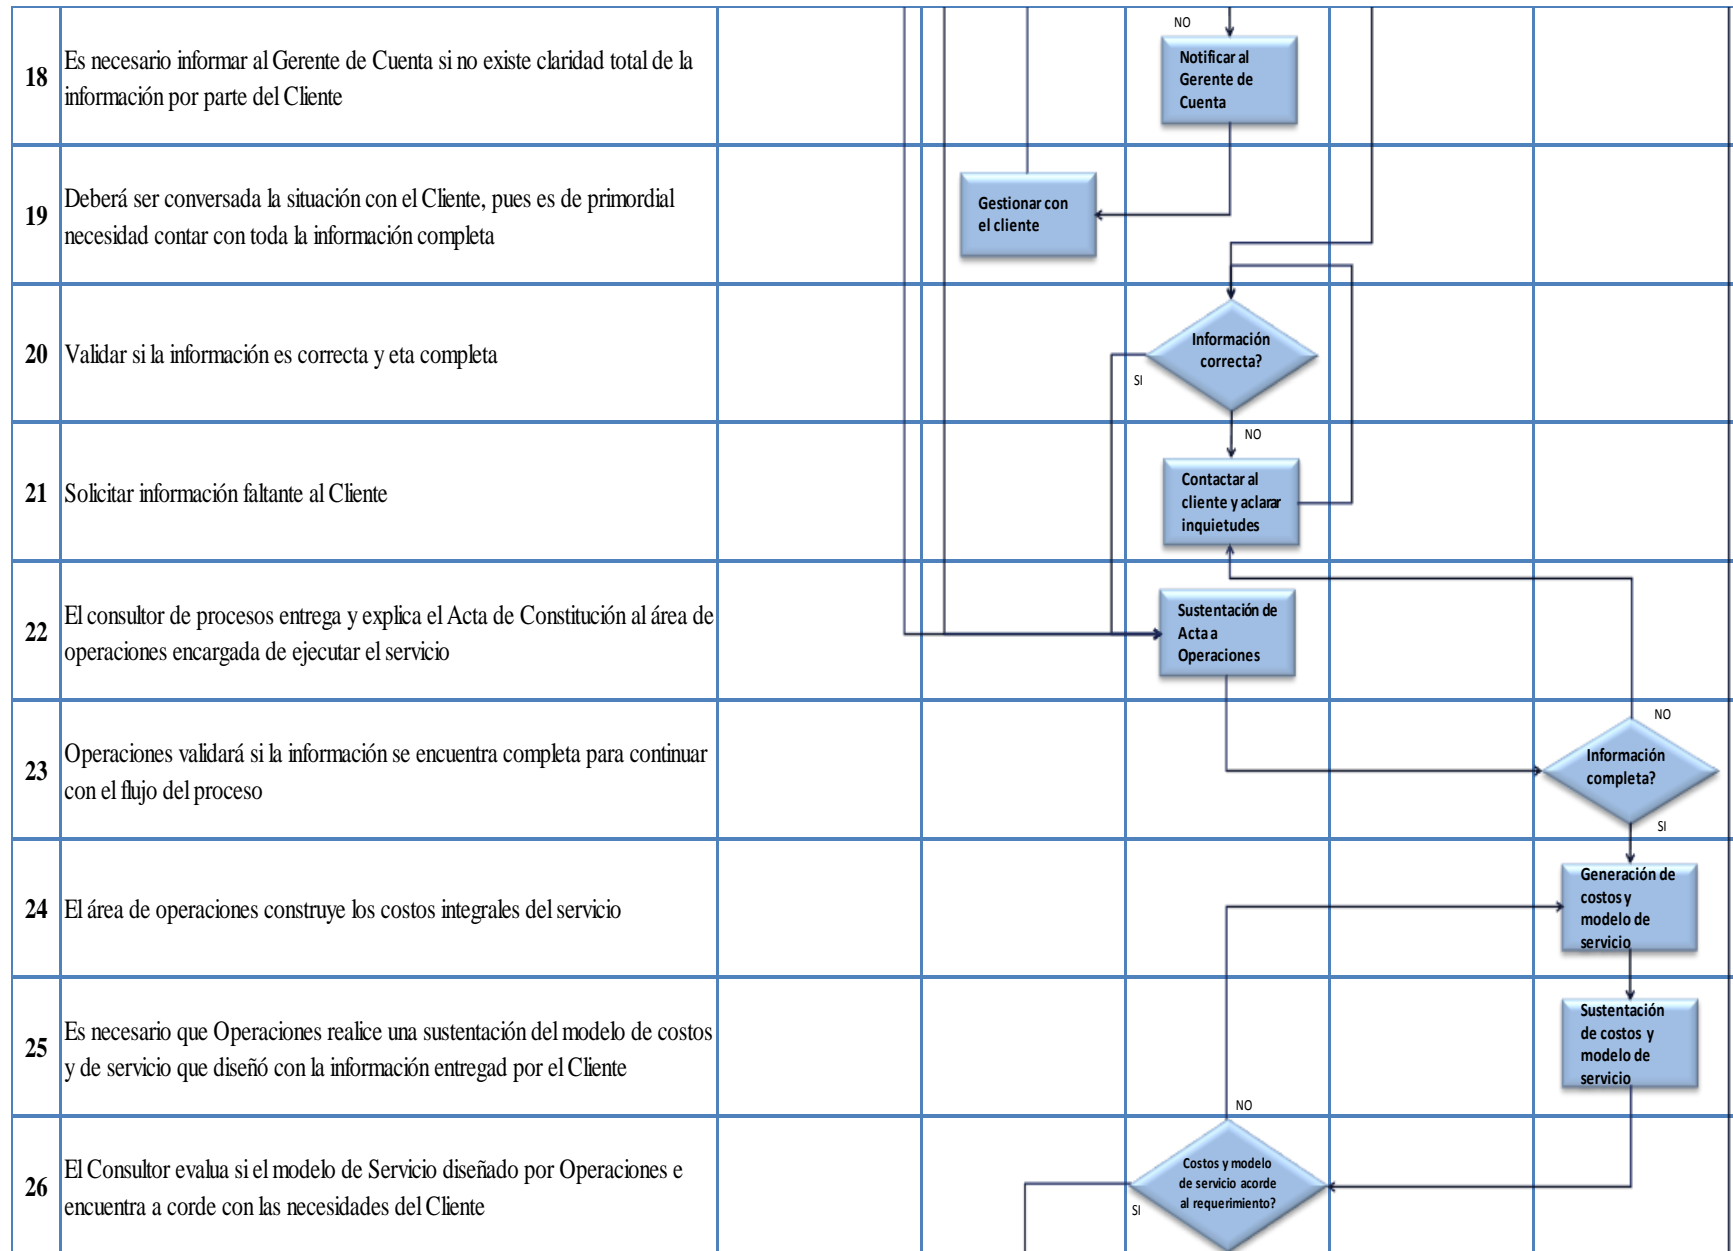 NO
18
Es necesario informar al Gerente de Cuenta si no existe claridad total de la
información por parte del Cliente
Notificar al
Gerente de
Cuenta
19
Deberá ser conversada la situación con el Cliente, pues es de primordial
necesidad contar con toda la información completa
Gestionar con
el cliente
20
Validar si la información es correcta y eta completa
Información
correcta?
SI
NO
21
Solicitar información faltante al Cliente
Contactar al
cliente y aclarar
inquietudes
22
El consultor de procesos entrega y explica el Acta de Constitución al área de
operaciones encargada de ejecutar el servicio
Sustentación de
Acta a
Operaciones
NO
23
Operaciones validará si la información se encuentra completa para continuar
con el flujo del proceso
Información
completa?
SI
24
El área de operaciones construye los costos integrales del servicio
Generación de
costos y
modelo de
servicio
25
Es necesario que Operaciones realice una sustentación del modelo de costos
y de servicio que diseñó con la información entregad por el Cliente
Sustentación
de costos y
modelo de
servicio
NO
26
El Consultor evalua si el modelo de Servicio diseñado por Operaciones e
encuentra a corde con las necesidades del Cliente
Costos y modelo
de servicio acorde
al requerimiento?
SI